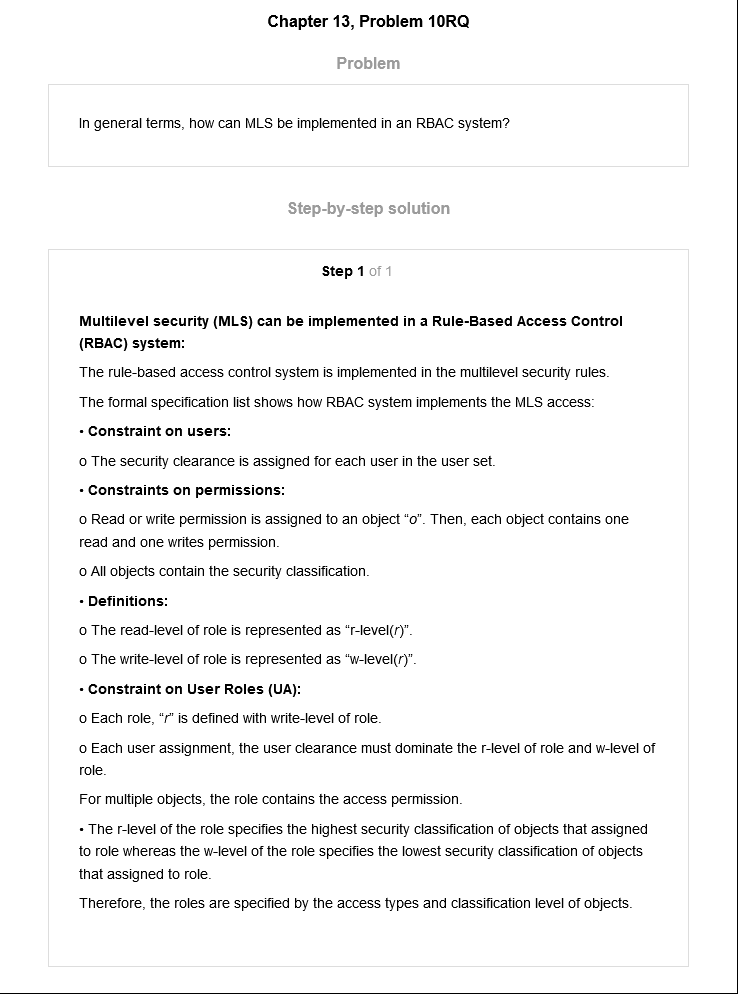 Chapter 13, Problem 10RQ
Problem
In general terms, how can MLS be implemented in an RBAC system?
Step-by-step solution
Step 1 of 1
Multilevel security (MLS) can be implemented in a Rule-Based Access Control
(RBAC) system:
The rule-based access control system is implemented in the multilevel security rules.
The formal specification list shows how RBAC system implements the MLS access:
• Constraint on users:
o The security clearance is assigned for each user in the user set.
• Constraints on permissions:
o Read or write permission is assigned to an object “o”. Then, each object contains one
read and one writes permission.
o All objects contain the security classification.
• Definitions:
o The read-level of role is represented as “r-level(r)”.
o The write-level of role is represented as “w-level(r)”.
• Constraint on User Roles (UA):
o Each role, “r” is defined with write-level of role.
o Each user assignment, the user clearance must dominate the r-level of role and w-level of
role.
For multiple objects, the role contains the access permission.
• The r-level of the role specifies the highest security classification of objects that assigned
to role whereas the w-level of the role specifies the lowest security classification of objects
that assigned to role.
Therefore, the roles are specified by the access types and classification level of objects.